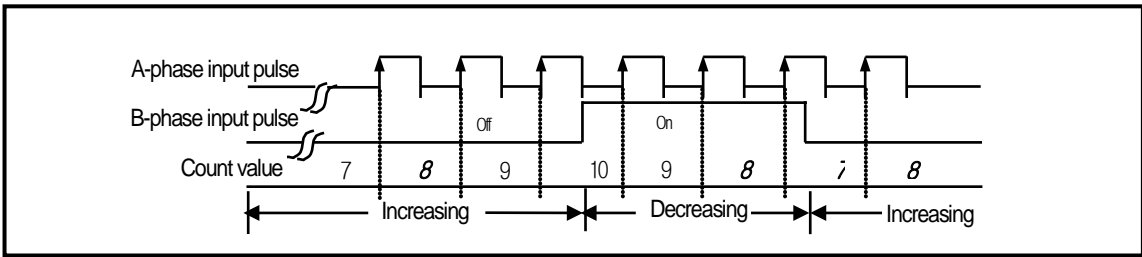 A-phase input pulse
B-phase input pulse
Off On
Count value 7 8 9 10 9 8 7 8
Increasing Decreasing Increasing